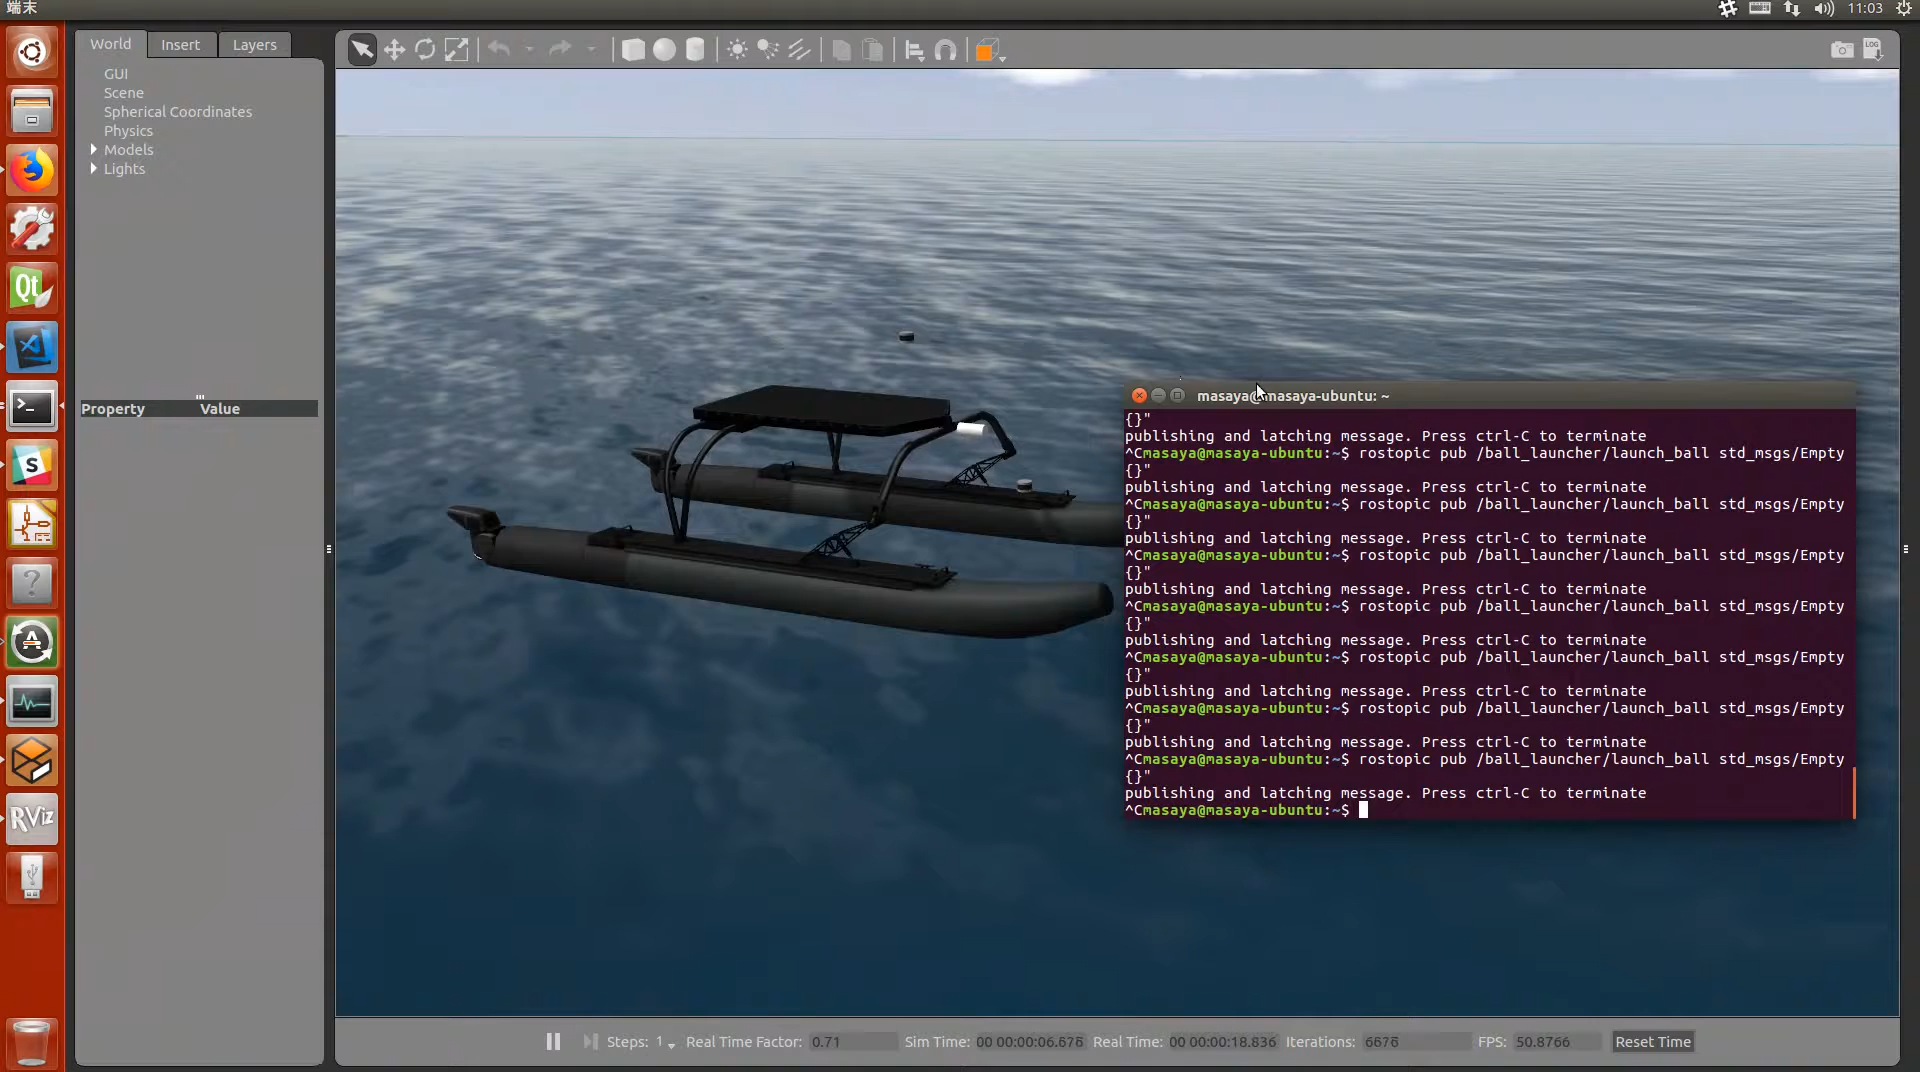 端末
11:03
World
Insert
Layers
GUI
Scene
Spherical Coordinates
Physics
Models
Lights
Property
Value
LOG
Qt
S
A
?
RViz
masaya@masaya-ubuntu: ~
{}"
publishing and latching message. Press ctrl-C to terminate
^Cmasaya@masaya-ubuntu:~$ rostopic pub /ball_launcher/launch_ball std_msgs/Empty
{}"
publishing and latching message. Press ctrl-C to terminate
^Cmasaya@masaya-ubuntu:~$ rostopic pub /ball_launcher/launch_ball std_msgs/Empty
{}"
publishing and latching message. Press ctrl-C to terminate
^Cmasaya@masaya-ubuntu:~$ rostopic pub /ball_launcher/launch_ball std_msgs/Empty
{}"
publishing and latching message. Press ctrl-C to terminate
^Cmasaya@masaya-ubuntu:~$ rostopic pub /ball_launcher/launch_ball std_msgs/Empty
{}"
publishing and latching message. Press ctrl-C to terminate
^Cmasaya@masaya-ubuntu:~$ rostopic pub /ball_launcher/launch_ball std_msgs/Empty
{}"
publishing and latching message. Press ctrl-C to terminate
^Cmasaya@masaya-ubuntu:~$ rostopic pub /ball_launcher/launch_ball std_msgs/Empty
{}"
publishing and latching message. Press ctrl-C to terminate
^Cmasaya@masaya-ubuntu:~$ rostopic pub /ball_launcher/launch_ball std_msgs/Empty
{}"
publishing and latching message. Press ctrl-C to terminate
^Cmasaya@masaya-ubuntu:~$
Steps: 1 Real Time Factor: 0.71 Sim Time: 00 00:00:06.676 Real Time: 00 00:00:18.836 Iterations: 6676 FPS: 50.8766 Reset Time